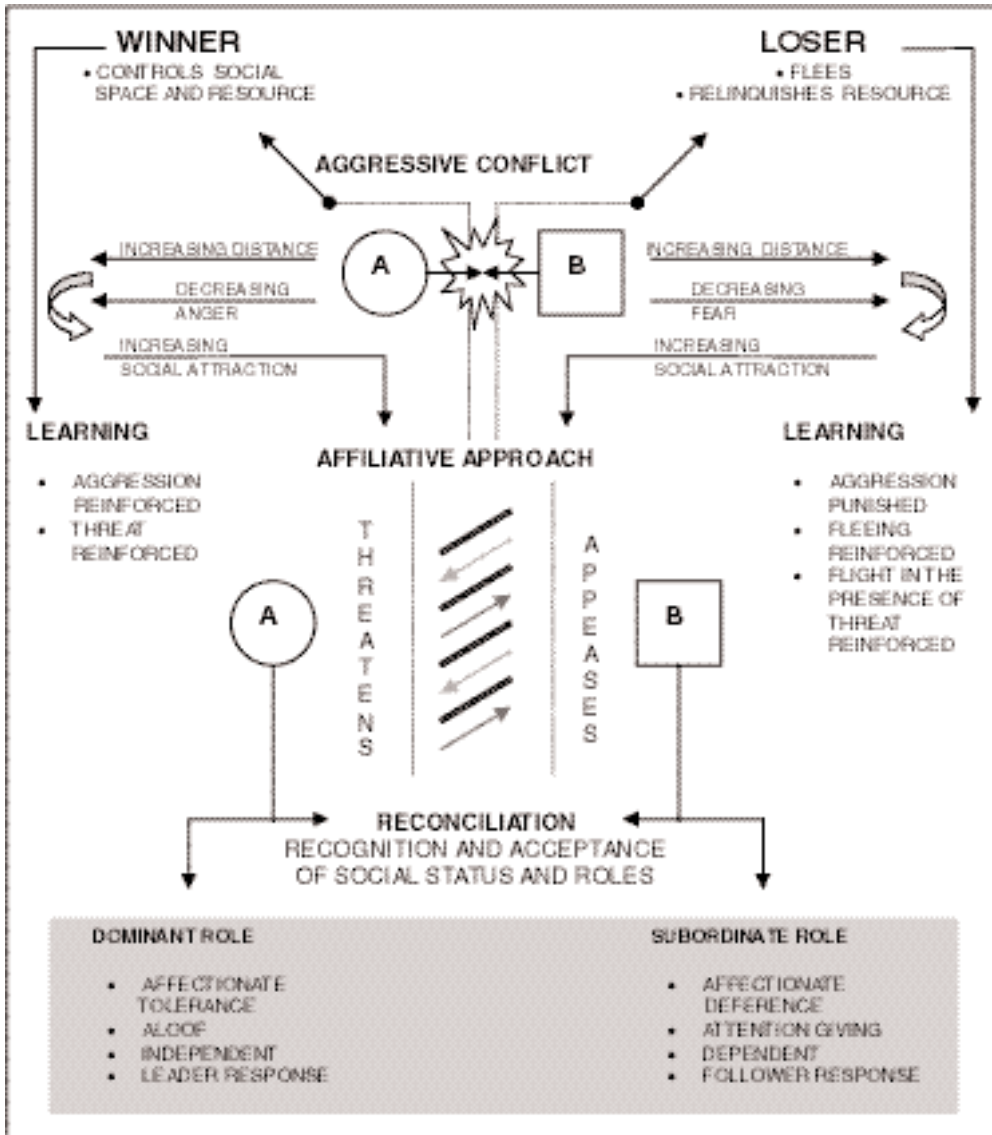 WINNER
• CONTROLS SOCIAL
SPACE AND RESOURCE
LOSER
• FLEES
• RELINQUISHES RESOURCE
AGGRESSIVE CONFLICT
INCREASING DISTANCE
A
B
INCREASING DISTANCE
DECREASING
ANGER
DECREASING
FEAR
INCREASING
SOCIAL ATTRACTION
INCREASING
SOCIAL ATTRACTION
LEARNING
• AGGRESSION
REINFORCED
• THREAT
REINFORCED
LEARNING
• AGGRESSION
PUNISHED
• FLEEING
REINFORCED
• FLIGHT IN THE
PRESENCE OF
THREAT
REINFORCED
AFFILIATIVE APPROACH
THREATENS
APPEASES
A
B
RECONCILIATION
RECOGNITION AND ACCEPTANCE
OF SOCIAL STATUS AND ROLES
DOMINANT ROLE
• AFFECTIONATE
TOLERANCE
• ALOOF
• INDEPENDENT
• LEADER RESPONSE
SUBORDINATE ROLE
• AFFECTIONATE
DEFERENCE
• ATTENTION GIVING
• DEPENDENT
• FOLLOWER RESPONSE